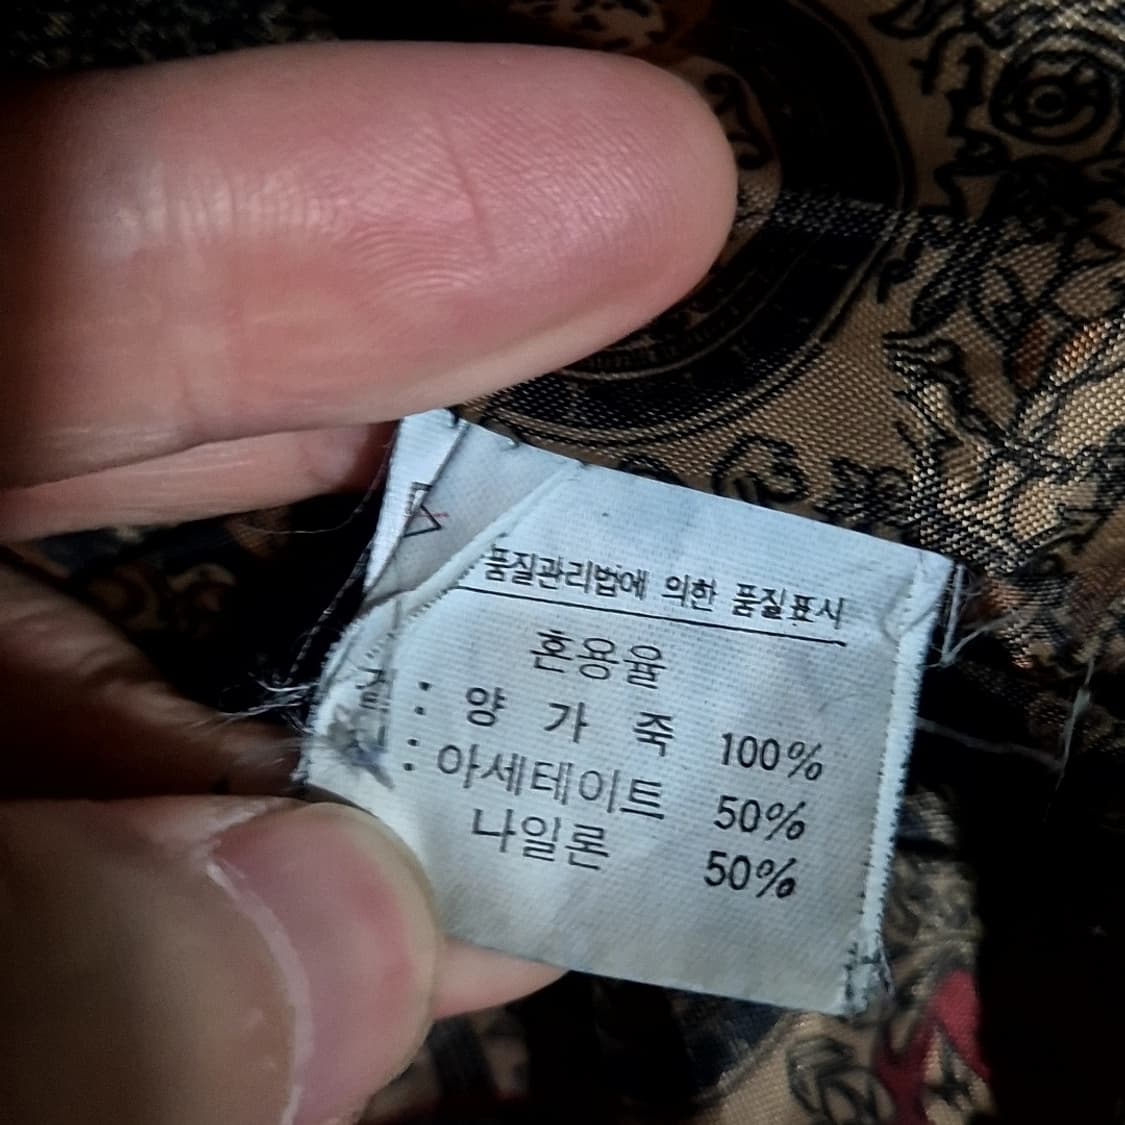 품질관리법에 의한 품질표시
혼용율
: 양 가 죽 100%
: 아세테이트 50%
나일론 50%